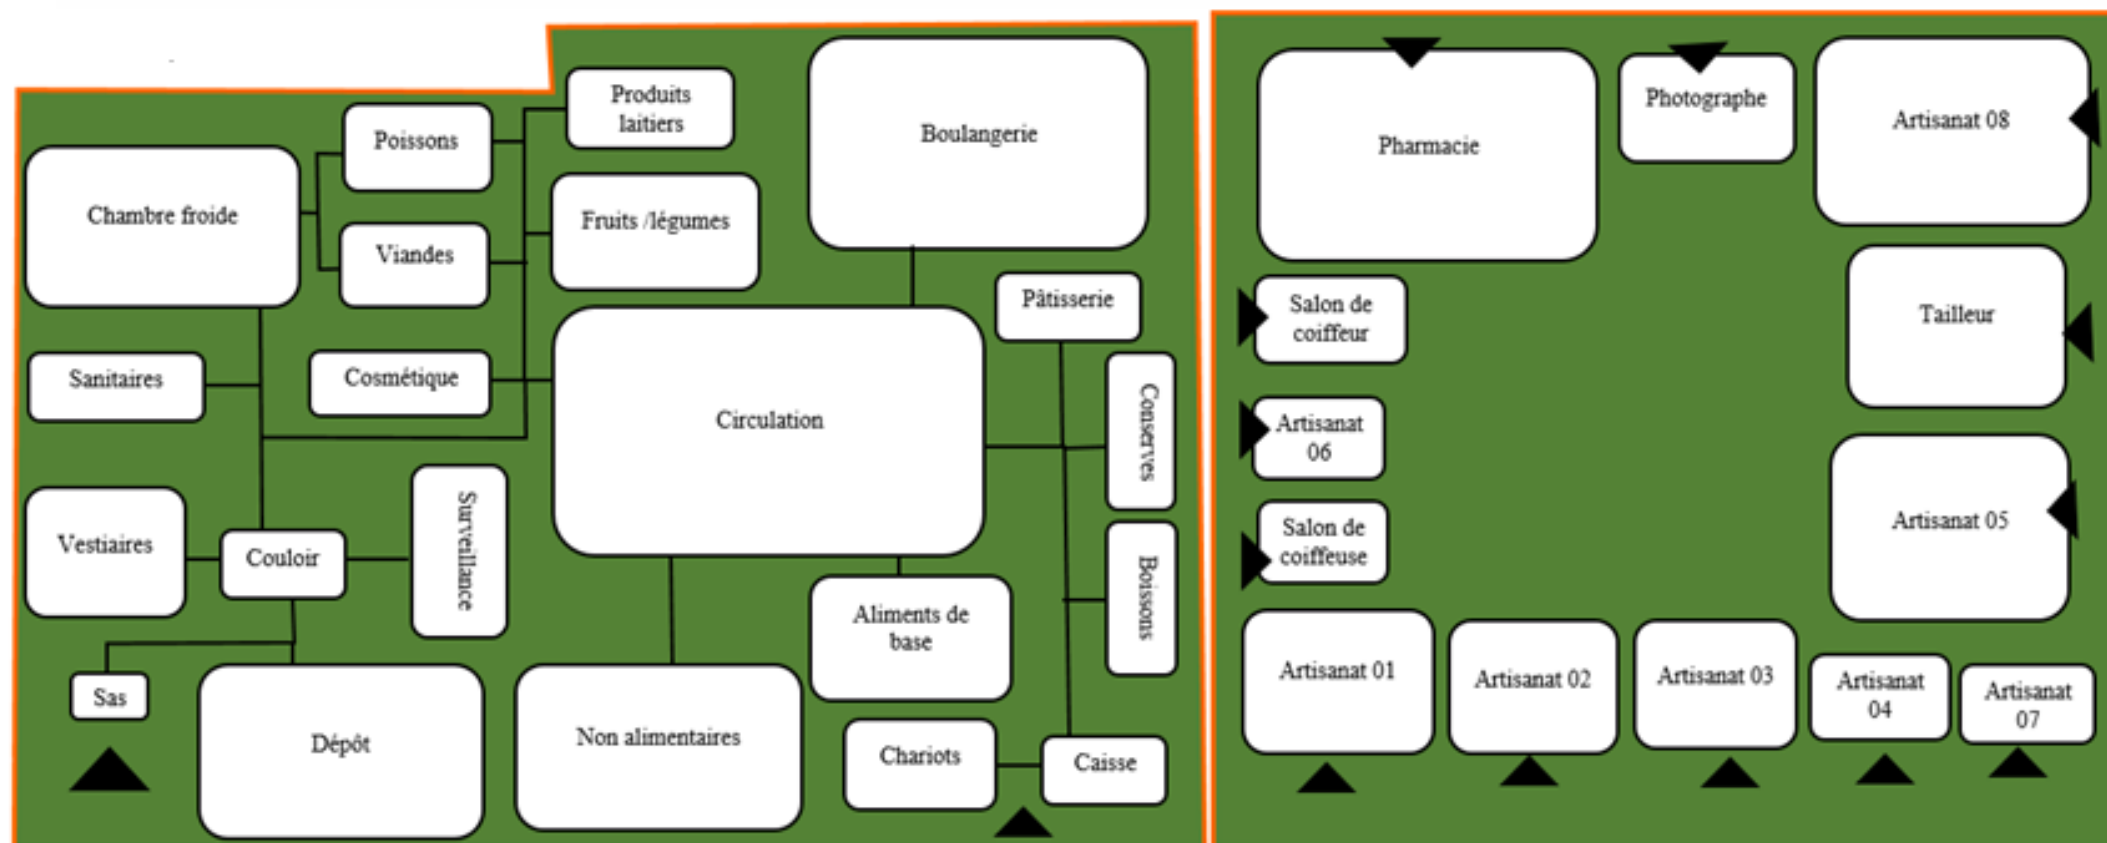 Produits
laitiers
Boulangerie
Poissons
Chambre froide
Fruits /légumes
Viandes
Pâtisserie
Sanitaires
Cosmétique
Circulation
Conserves
Vestiaires
Couloir
Surveillance
Boissons
Aliments de
base
Sas
Dépôt
Non alimentaires
Chariots
Caisse
Pharmacie
Photographe
Artisanat 08
Salon de
coiffeur
Tailleur
Artisanat
06
Salon de
coiffeuse
Artisanat 05
Artisanat 01
Artisanat 02
Artisanat 03
Artisanat
04
Artisanat
07